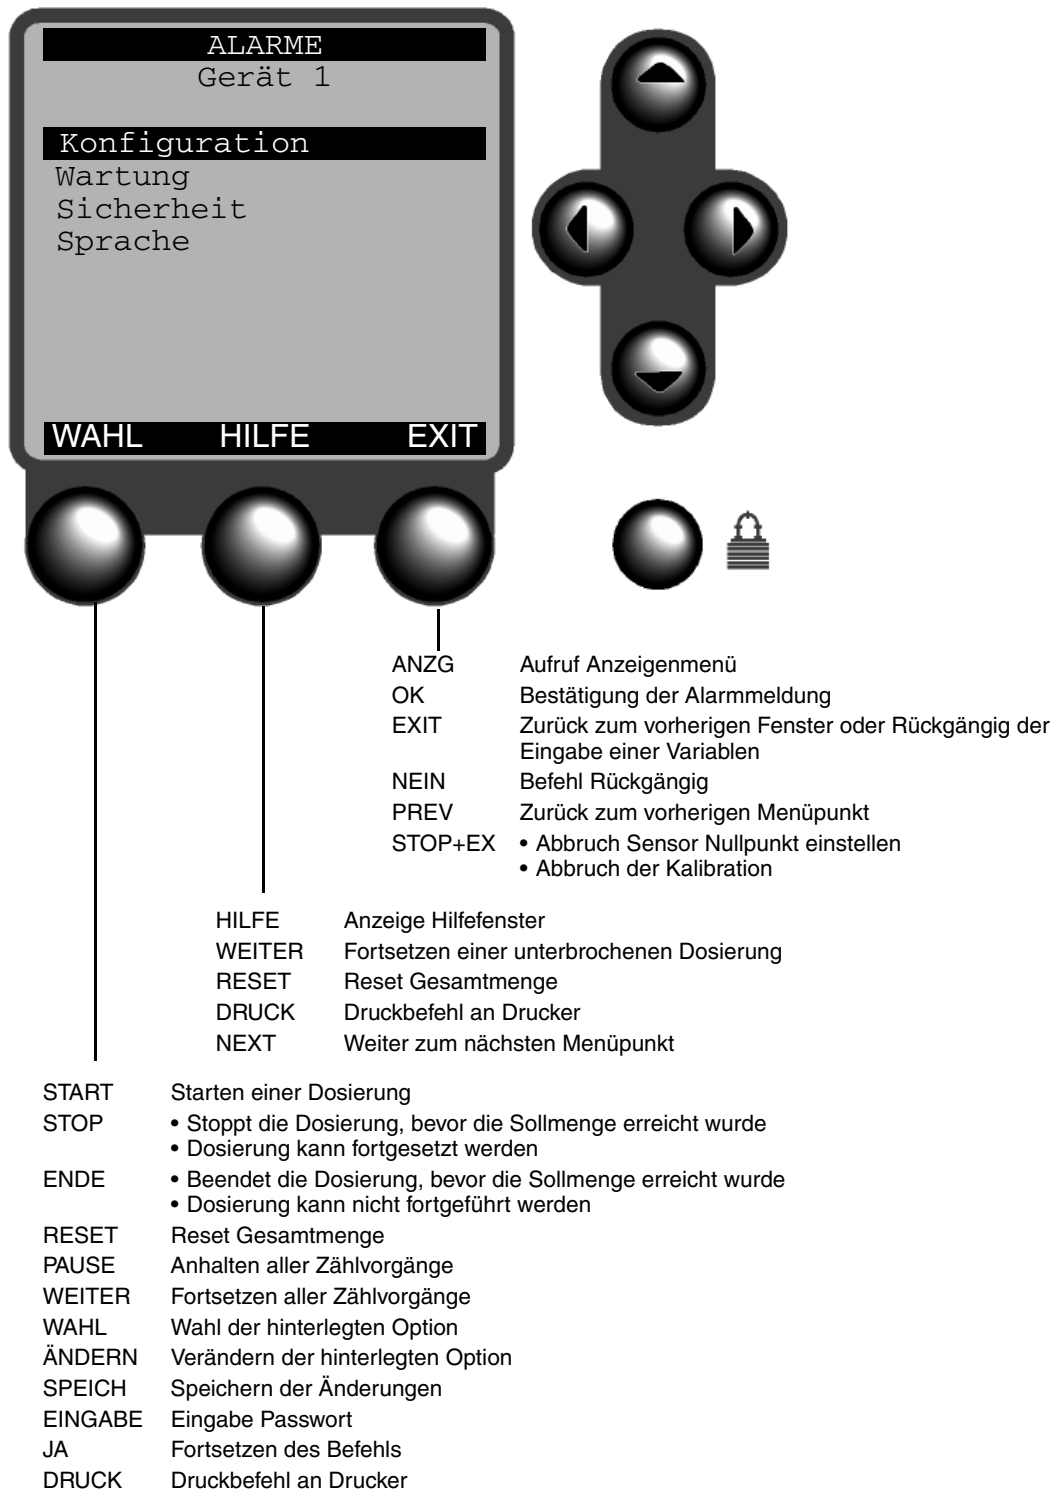 ALARME
Gerät 1
Konfiguration
Wartung
Sicherheit
Sprache
WAHL HILFE EXIT
ANZG Aufruf Anzeigenmenü
OK Bestätigung der Alarmmeldung
EXIT Zurück zum vorherigen Fenster oder Rückgängig der
Eingabe einer Variablen
NEIN Befehl Rückgängig
PREV Zurück zum vorherigen Menüpunkt
STOP+EX • Abbruch Sensor Nullpunkt einstellen
• Abbruch der Kalibration
HILFE Anzeige Hilfefenster
WEITER Fortsetzen einer unterbrochenen Dosierung
RESET Reset Gesamtmenge
DRUCK Druckbefehl an Drucker
NEXT Weiter zum nächsten Menüpunkt
START Starten einer Dosierung
STOP • Stoppt die Dosierung, bevor die Sollmenge erreicht wurde
• Dosierung kann fortgesetzt werden
ENDE • Beendet die Dosierung, bevor die Sollmenge erreicht wurde
• Dosierung kann nicht fortgeführt werden
RESET Reset Gesamtmenge
PAUSE Anhalten aller Zählvorgänge
WEITER Fortsetzen aller Zählvorgänge
WAHL Wahl der hinterlegten Option
ÄNDERN Verändern der hinterlegten Option
SPEICH Speichern der Änderungen
EINGABE Eingabe Passwort
JA Fortsetzen des Befehls
DRUCK Druckbefehl an Drucker